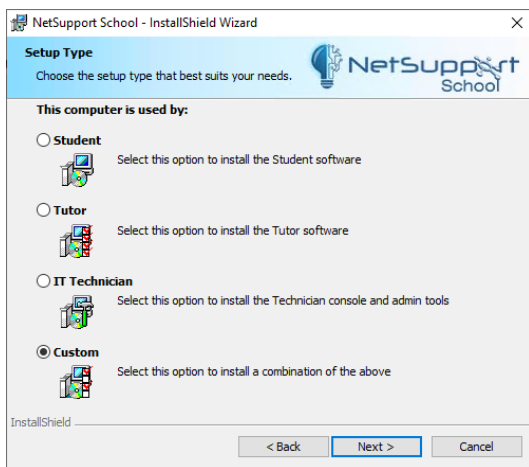 NetSupport School - InstallShield Wizard
Setup Type
Choose the setup type that best suits your needs.
NetSupport
School
This computer is used by:
Student
Select this option to install the Student software
Tutor
Select this option to install the Tutor software
IT Technician
Select this option to install the Technician console and admin tools
Custom
Select this option to install a combination of the above
InstallShield
< Back Next > Cancel